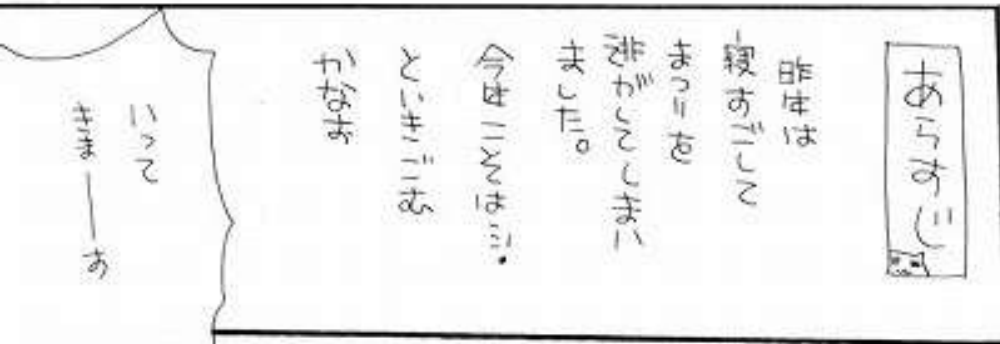 あらすじ
昨年は
寝すごして
まつりを
逃がしてしまい
ました。
今年こそは…!
といきごむ
かなお
いって
きまーーす